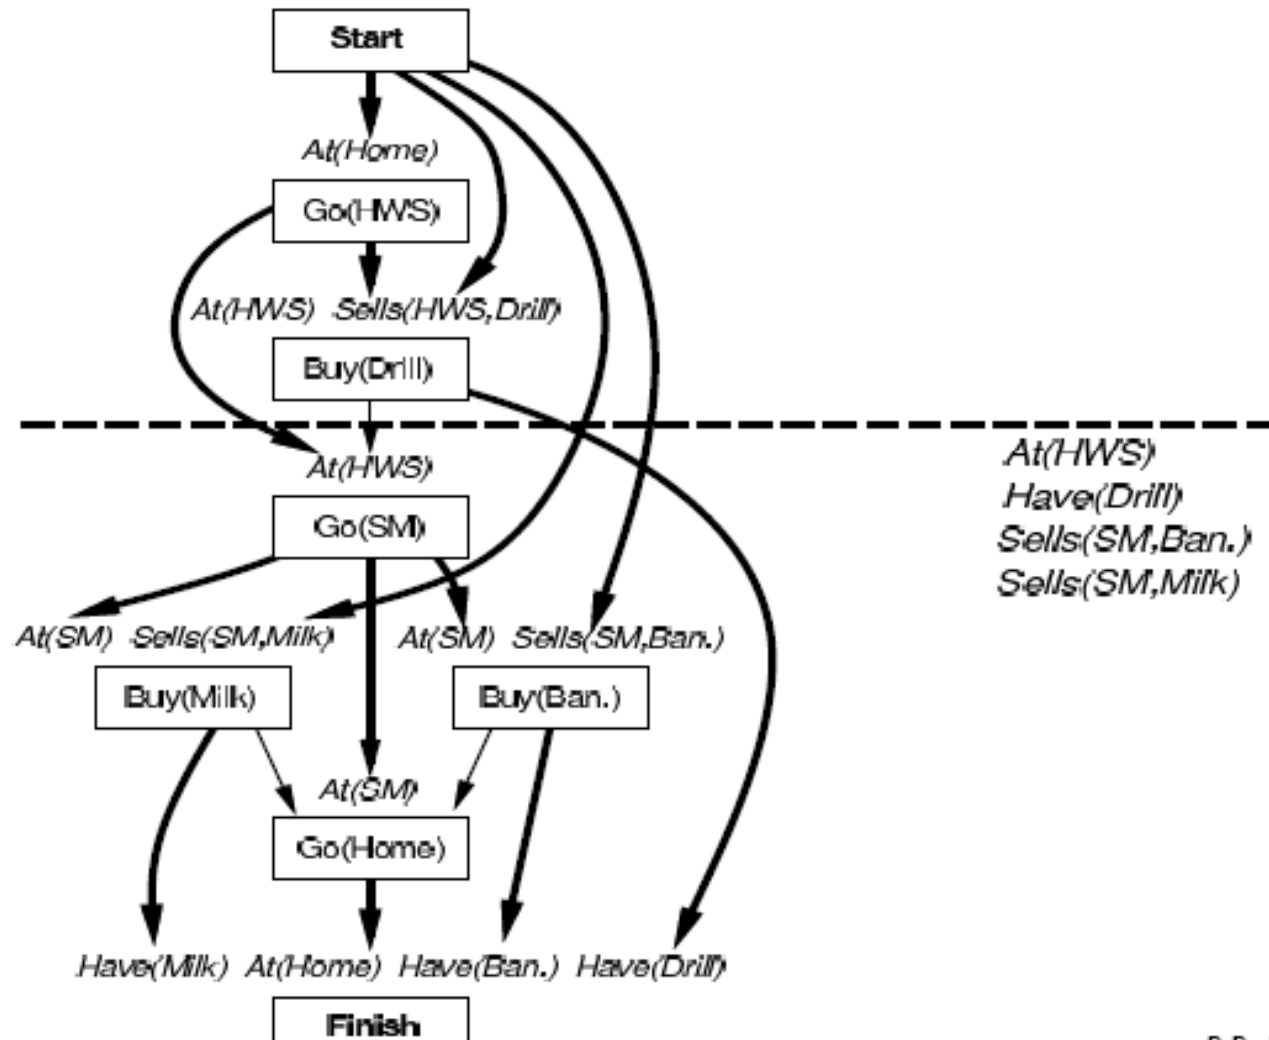 Start
At(Home)
Go(HWS)
At(HWS) Sells(HWS,Drill)
Buy(Drill)
At(HWS)
Go(SM)
At(SM) Sells(SM,Milk) At(SM) Sells(SM,Ban.)
Buy(Milk) Buy(Ban.)
At(SM)
Go(Home)
Have(Milk) At(Home) Have(Ban.) Have(Drill)
Finish
At(HWS)
Have(Drill)
Sells(SM,Ban.)
Sells(SM,Milk)